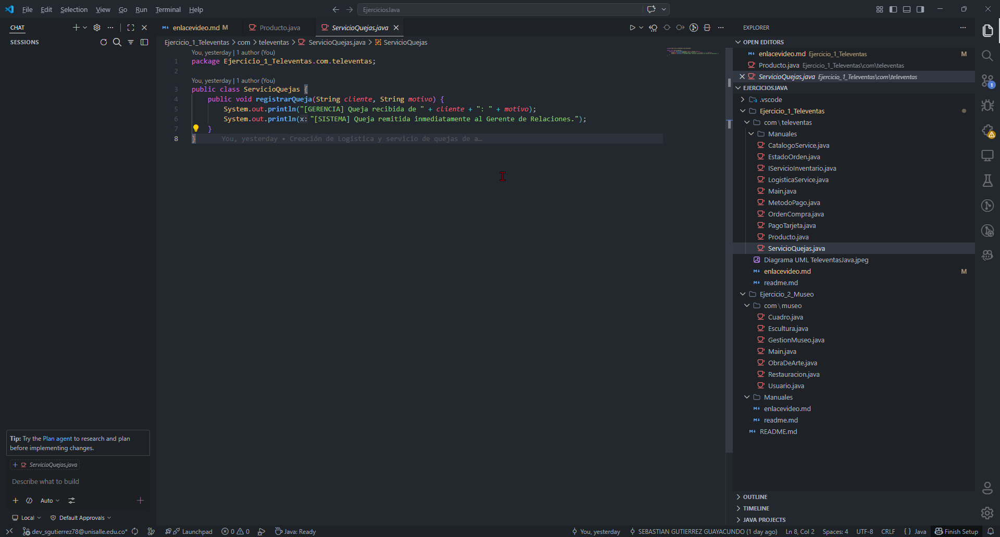 File Edit Selection View Go Run Terminal Help
EjerciciosJava
CHAT
SESSIONS
Tip: Try the Plan agent to research and plan
before implementing changes.
ServicioQuejas.java
Describe what to build
Auto
Local Default Approvals
enlacevideo.md M Producto.java ServicioQuejas.java
Ejercicio_1_Televentas > com > televentas > ServicioQuejas.java > ServicioQuejas
You, yesterday | 1 author (You)
1 package Ejercicio_1_Televentas.com.televentas;
2
You, yesterday | 1 author (You)
3 public class ServicioQuejas {
4 public void registrarQueja(String cliente, String motivo) {
5 System.out.println("[GERENCIA] Queja recibida de " + cliente + ": " + motivo);
6 System.out.println(x: "[SISTEMA] Queja remitida inmediatamente al Gerente de Relaciones.");
7 }
8 } You, yesterday • Creación de Logistica y servicio de quejas de a…
EXPLORER
OPEN EDITORS
enlacevideo.md Ejercicio_1_Televentas M
Producto.java Ejercicio_1_Televentas\com\televentas
ServicioQuejas.java Ejercicio_1_Televentas\com\televentas
EJERCICIOSJAVA
.vscode
Ejercicio_1_Televentas
com\televentas
Manuales
CatalogoService.java
EstadoOrden.java
IServicioInventario.java
LogisticaService.java
Main.java
MetodoPago.java
OrdenCompra.java
PagoTarjeta.java
Producto.java
ServicioQuejas.java
Diagrama UML TeleventasJava.jpeg
enlacevideo.md M
readme.md
Ejercicio_2_Museo
com\museo
Cuadro.java
Escultura.java
GestionMuseo.java
Main.java
ObraDeArte.java
Restauracion.java
Usuario.java
Manuales
enlacevideo.md
readme.md
README.md
OUTLINE
TIMELINE
JAVA PROJECTS
1
dev_sgutierrez78@unisalle.edu.co* Launchpad 0 0 Java: Ready You, yesterday SEBASTIAN GUTIERREZ GUAYACUNDO (1 day ago) Ln 8, Col 2 Spaces: 4 UTF-8 CRLF { } Java Finish Setup